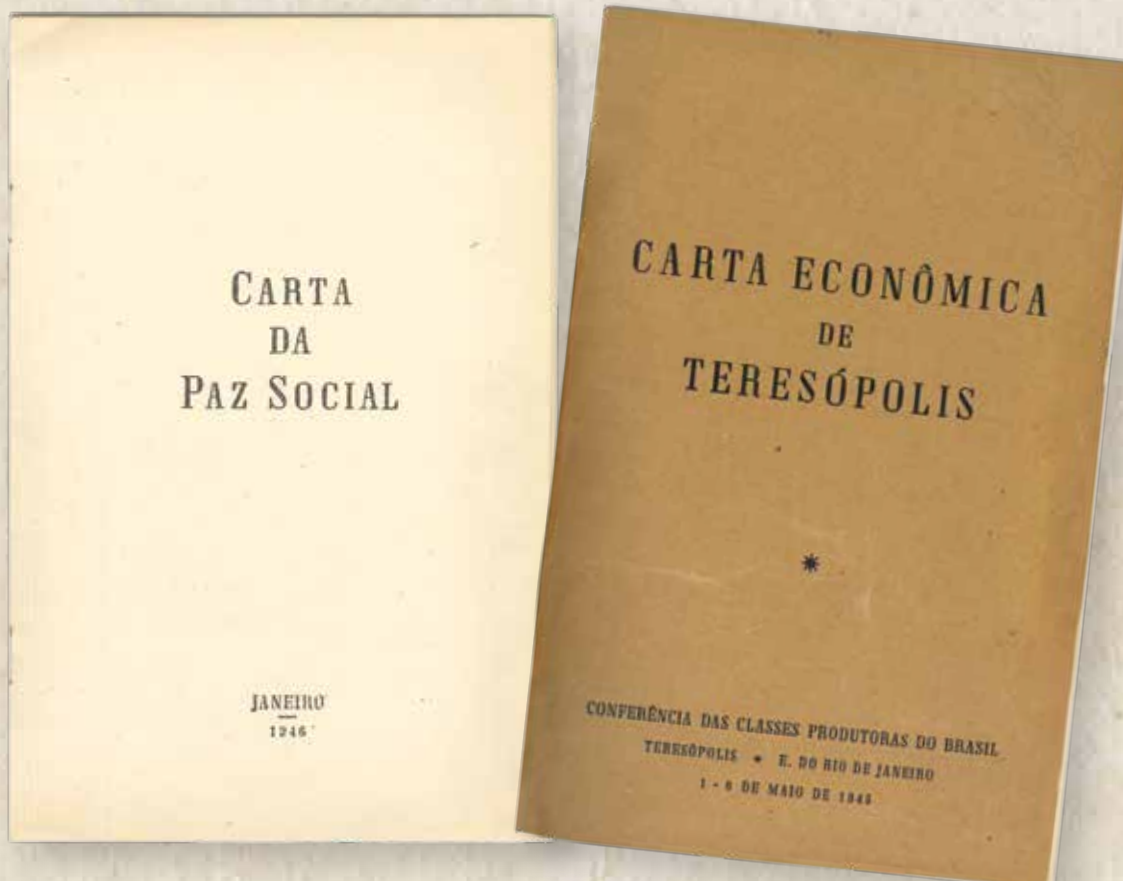 CARTA
DA
PAZ SOCIAL
JANEIRO
1946
CARTA ECONÔMICA
DE
TERESÓPOLIS
*
CONFERÊNCIA DAS CLASSES PRODUTORAS DO BRASIL
TERESÓPOLIS * E. DO RIO DE JANEIRO
1 - 6 DE MAIO DE 1945